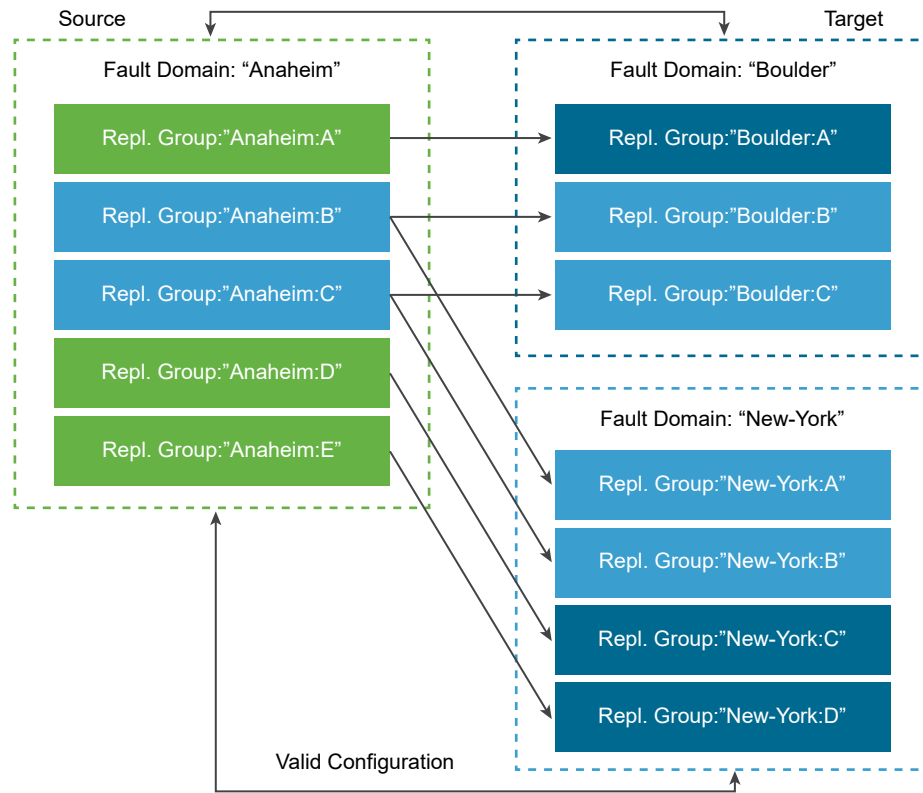 Source
Target
Fault Domain: “Anaheim”
Repl. Group:”Anaheim:A”
Repl. Group:”Anaheim:B”
Repl. Group:”Anaheim:C”
Repl. Group:”Anaheim:D”
Repl. Group:”Anaheim:E”
Fault Domain: “Boulder”
Repl. Group:”Boulder:A”
Repl. Group:”Boulder:B”
Repl. Group:”Boulder:C”
Fault Domain: “New-York”
Repl. Group:”New-York:A”
Repl. Group:”New-York:B”
Repl. Group:”New-York:C”
Repl. Group:”New-York:D”
Valid Configuration